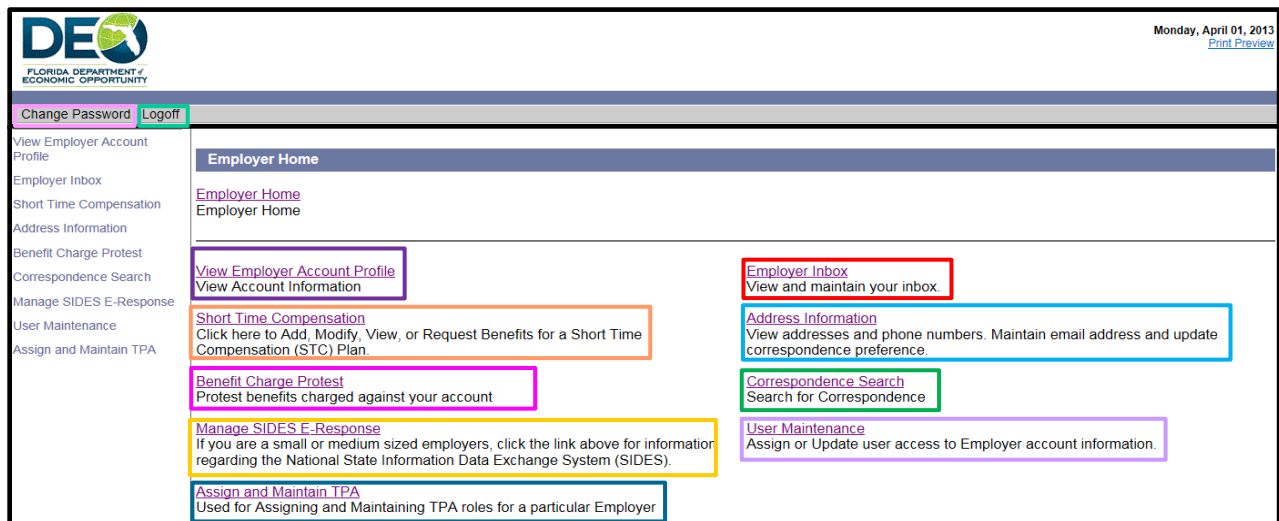 DEO
FLORIDA DEPARTMENT of
ECONOMIC OPPORTUNITY
Monday, April 01, 2013
Print Preview
Change Password Logoff
View Employer Account
Profile
Employer Inbox
Short Time Compensation
Address Information
Benefit Charge Protest
Correspondence Search
Manage SIDES E-Response
User Maintenance
Assign and Maintain TPA
Employer Home
Employer Home
Employer Home
View Employer Account Profile
View Account Information
Employer Inbox
View and maintain your inbox.
Short Time Compensation
Click here to Add, Modify, View, or Request Benefits for a Short Time
Compensation (STC) Plan.
Address Information
View addresses and phone numbers. Maintain email address and update
correspondence preference.
Benefit Charge Protest
Protest benefits charged against your account
Correspondence Search
Search for Correspondence
Manage SIDES E-Response
If you are a small or medium sized employers, click the link above for information
regarding the National State Information Data Exchange System (SIDES).
User Maintenance
Assign or Update user access to Employer account information.
Assign and Maintain TPA
Used for Assigning and Maintaining TPA roles for a particular Employer